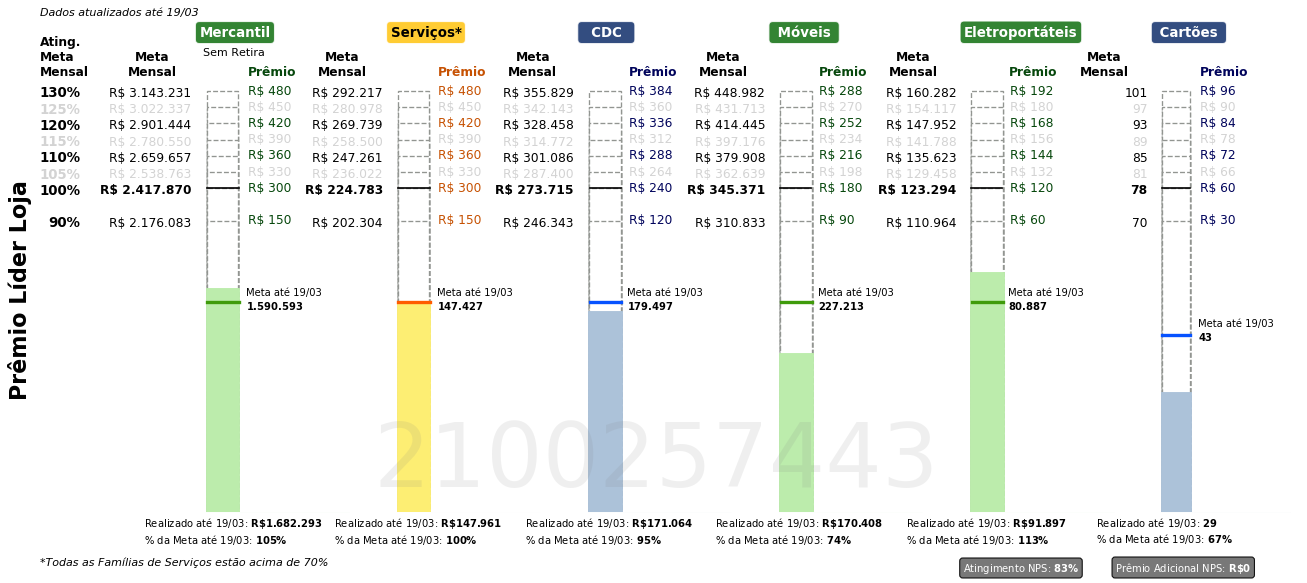 Dados atualizados até 19/03
Mercantil Serviços* CDC Móveis Eletroportáteis Cartões
Sem Retira
Ating. Meta Mensal
Meta Mensal Prêmio Meta Mensal Prêmio Meta Mensal Prêmio Meta Mensal Prêmio Meta Mensal Prêmio Meta Mensal Prêmio
130% R$ 3.143.231 R$ 480 R$ 292.217 R$ 480 R$ 355.829 R$ 384 R$ 448.982 R$ 288 R$ 160.282 R$ 192 101 R$ 96
125% R$ 3.022.337 R$ 450 R$ 280.978 R$ 450 R$ 342.143 R$ 360 R$ 431.713 R$ 270 R$ 154.117 R$ 180 97 R$ 90
120% R$ 2.901.444 R$ 420 R$ 269.739 R$ 420 R$ 328.458 R$ 336 R$ 414.445 R$ 252 R$ 147.952 R$ 168 93 R$ 84
115% R$ 2.780.550 R$ 390 R$ 258.500 R$ 390 R$ 314.772 R$ 312 R$ 397.176 R$ 234 R$ 141.788 R$ 156 89 R$ 78
110% R$ 2.659.657 R$ 360 R$ 247.261 R$ 360 R$ 301.086 R$ 288 R$ 379.908 R$ 216 R$ 135.623 R$ 144 85 R$ 72
105% R$ 2.538.763 R$ 330 R$ 236.022 R$ 330 R$ 287.400 R$ 264 R$ 362.639 R$ 198 R$ 129.458 R$ 132 81 R$ 66
100% R$ 2.417.870 R$ 300 R$ 224.783 R$ 300 R$ 273.715 R$ 240 R$ 345.371 R$ 180 R$ 123.294 R$ 120 78 R$ 60
90% R$ 2.176.083 R$ 150 R$ 202.304 R$ 150 R$ 246.343 R$ 120 R$ 310.833 R$ 90 R$ 110.964 R$ 60 70 R$ 30
Prêmio Líder Loja
Meta até 19/03 Meta até 19/03 Meta até 19/03 Meta até 19/03 Meta até 19/03
1.590.593 147.427 179.497 227.213 80.887
Meta até 19/03
43
2100257443
Realizado até 19/03: R$1.682.293 Realizado até 19/03: R$147.961 Realizado até 19/03: R$171.064 Realizado até 19/03: R$170.408 Realizado até 19/03: R$91.897 Realizado até 19/03: 29
% da Meta até 19/03: 105% % da Meta até 19/03: 100% % da Meta até 19/03: 95% % da Meta até 19/03: 74% % da Meta até 19/03: 113% % da Meta até 19/03: 67%
*Todas as Famílias de Serviços estão acima de 70%
Atingimento NPS: 83% Prêmio Adicional NPS: R$0